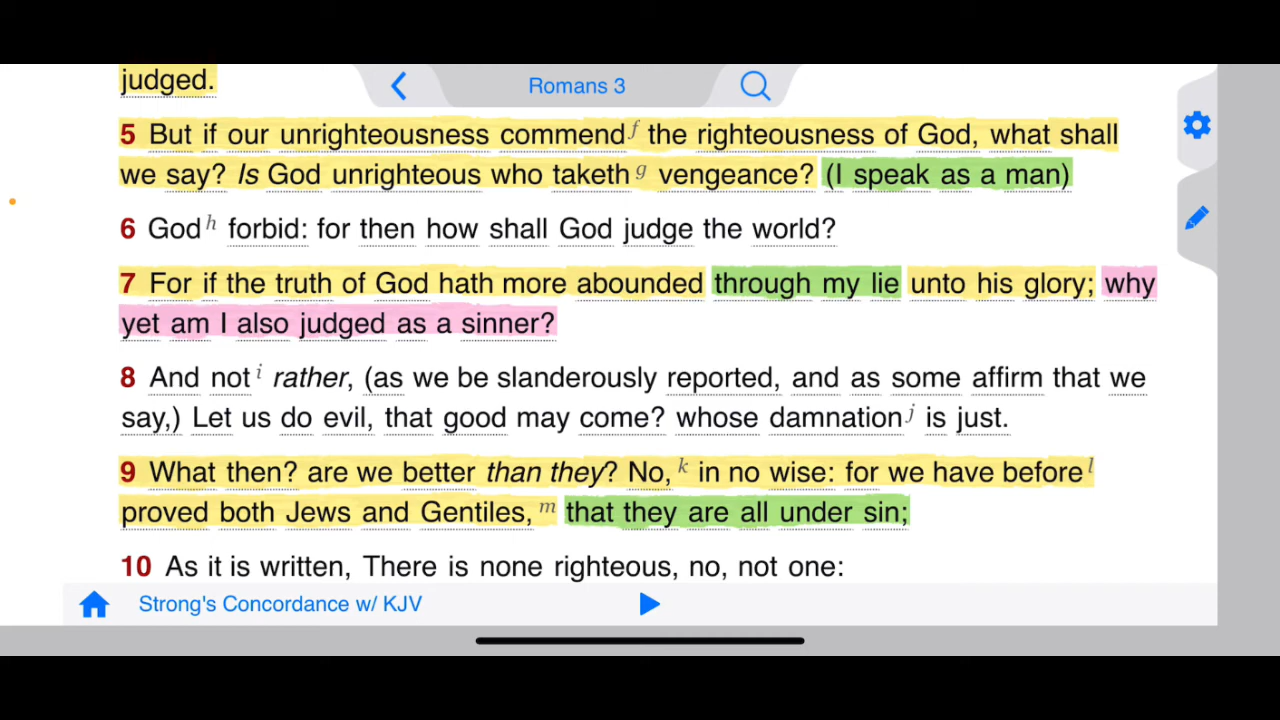 judged.
Romans 3
5 But if our unrighteousness commend f the righteousness of God, what shall
we say? Is God unrighteous who taketh g vengeance? (I speak as a man)
6 God h forbid: for then how shall God judge the world?
7 For if the truth of God hath more abounded through my lie unto his glory; why
yet am I also judged as a sinner?
8 And not i rather, (as we be slanderously reported, and as some affirm that we
say,) Let us do evil, that good may come? whose damnation j is just.
9 What then? are we better than they? No, k in no wise: for we have before l
proved both Jews and Gentiles, m that they are all under sin;
10 As it is written, There is none righteous, no, not one:
Strong's Concordance w/ KJV